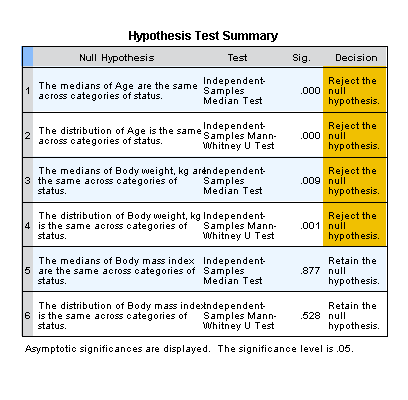 Hypothesis Test Summary
Null Hypothesis Test Sig. Decision
1 The medians of Age are the same across categories of status. Independent-Samples Median Test .000 Reject the null hypothesis.
2 The distribution of Age is the same across categories of status. Independent-Samples Mann-Whitney U Test .000 Reject the null hypothesis.
3 The medians of Body weight, kg are the same across categories of status. Independent-Samples Median Test .009 Reject the null hypothesis.
4 The distribution of Body weight, kg is the same across categories of status. Independent-Samples Mann-Whitney U Test .001 Reject the null hypothesis.
5 The medians of Body mass index are the same across categories of status. Independent-Samples Median Test .877 Retain the null hypothesis.
6 The distribution of Body mass index is the same across categories of status. Independent-Samples Mann-Whitney U Test .528 Retain the null hypothesis.
Asymptotic significances are displayed. The significance level is .05.